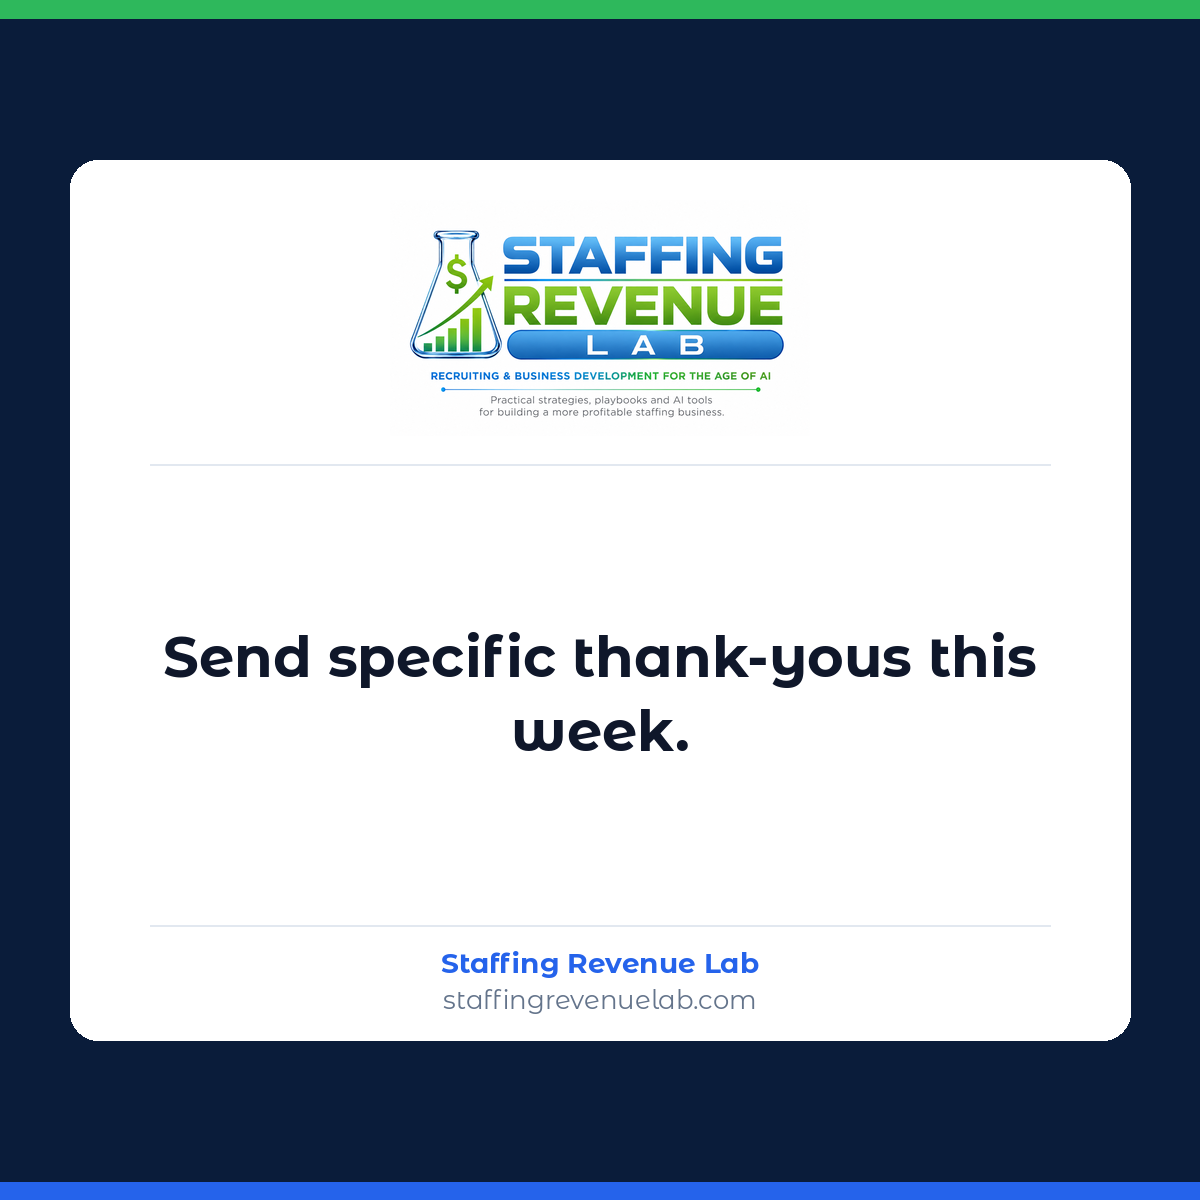 $
STAFFING
REVENUE
LAB
RECRUITING & BUSINESS DEVELOPMENT FOR THE AGE OF AI
Practical strategies, playbooks and AI tools
for building a more profitable staffing business.
Send specific thank-yous this
week.
Staffing Revenue Lab
staffingrevenuelab.com